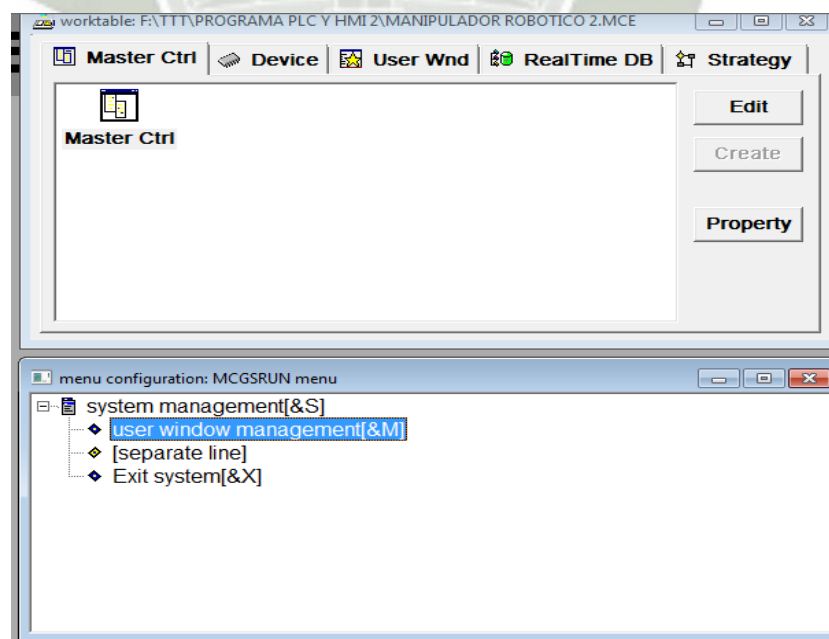 worktable: F:\TTT\PROGRAMA PLC Y HMI 2\MANIPULADOR ROBOTICO 2.MCE
Master Ctrl Device User Wnd RealTime DB Strategy
Master Ctrl
Edit
Create
Property
menu configuration: MCGSRUN menu
system management[&S]
user window management[&M]
[separate line]
Exit system[&X]